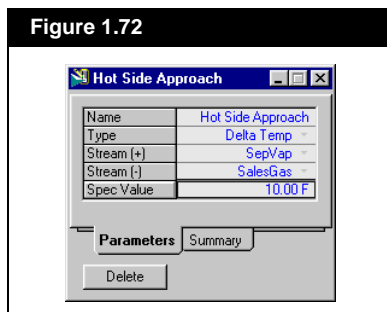 Figure 1.72
Hot Side Approach
Name Hot Side Approach
Type Delta Temp
Stream (+) SepVap
Stream (-) SalesGas
Spec Value 10.00 F
Parameters Summary
Delete